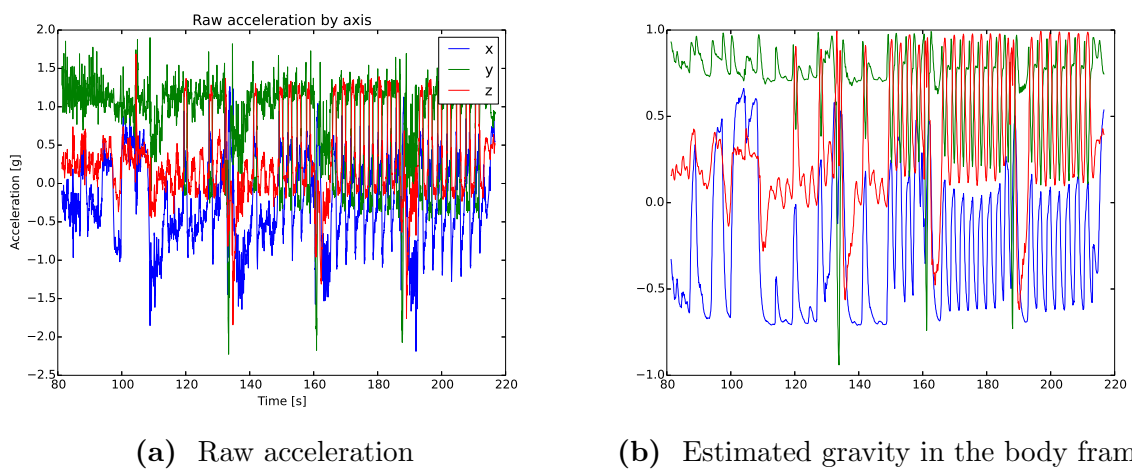 Raw acceleration by axis
2.0
1.5
1.0
0.5
0.0
−0.5
−1.0
−1.5
−2.0
−2.5
Acceleration [g]
x
y
z
80 100 120 140 160 180 200 220
Time [s]
1.0
0.5
0.0
−0.5
−1.0
80 100 120 140 160 180 200 220
(a) Raw acceleration
(b) Estimated gravity in the body fram